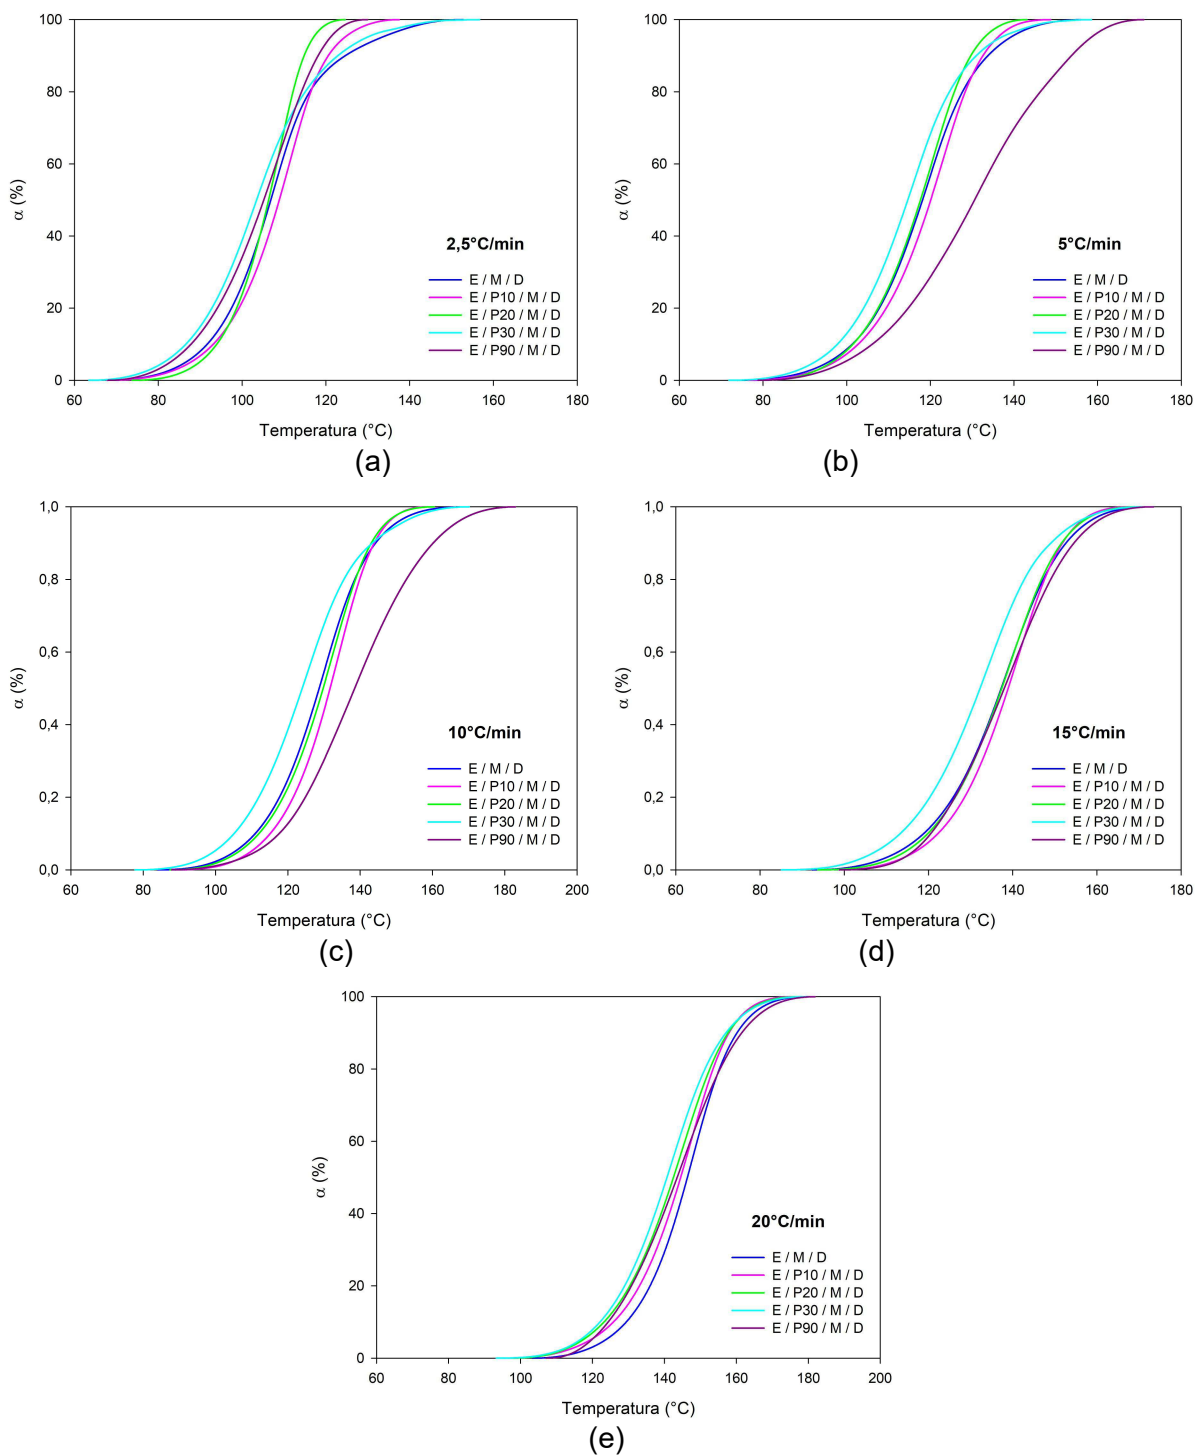 100
80
60
40
20
0
α (%)
2,5°C/min
E / M / D
E / P10 / M / D
E / P20 / M / D
E / P30 / M / D
E / P90 / M / D
60 80 100 120 140 160 180
Temperatura (°C)
(a)
100
80
60
40
20
0
α (%)
5°C/min
E / M / D
E / P10 / M / D
E / P20 / M / D
E / P30 / M / D
E / P90 / M / D
60 80 100 120 140 160 180
Temperatura (°C)
(b)
1,0
0,8
0,6
0,4
0,2
0,0
α (%)
10°C/min
E / M / D
E / P10 / M / D
E / P20 / M / D
E / P30 / M / D
E / P90 / M / D
60 80 100 120 140 160 180 200
Temperatura (°C)
(c)
1,0
0,8
0,6
0,4
0,2
0,0
α (%)
15°C/min
E / M / D
E / P10 / M / D
E / P20 / M / D
E / P30 / M / D
E / P90 / M / D
60 80 100 120 140 160 180
Temperatura (°C)
(d)
100
80
60
40
20
0
α (%)
20°C/min
E / M / D
E / P10 / M / D
E / P20 / M / D
E / P30 / M / D
E / P90 / M / D
60 80 100 120 140 160 180 200
Temperatura (°C)
(e)